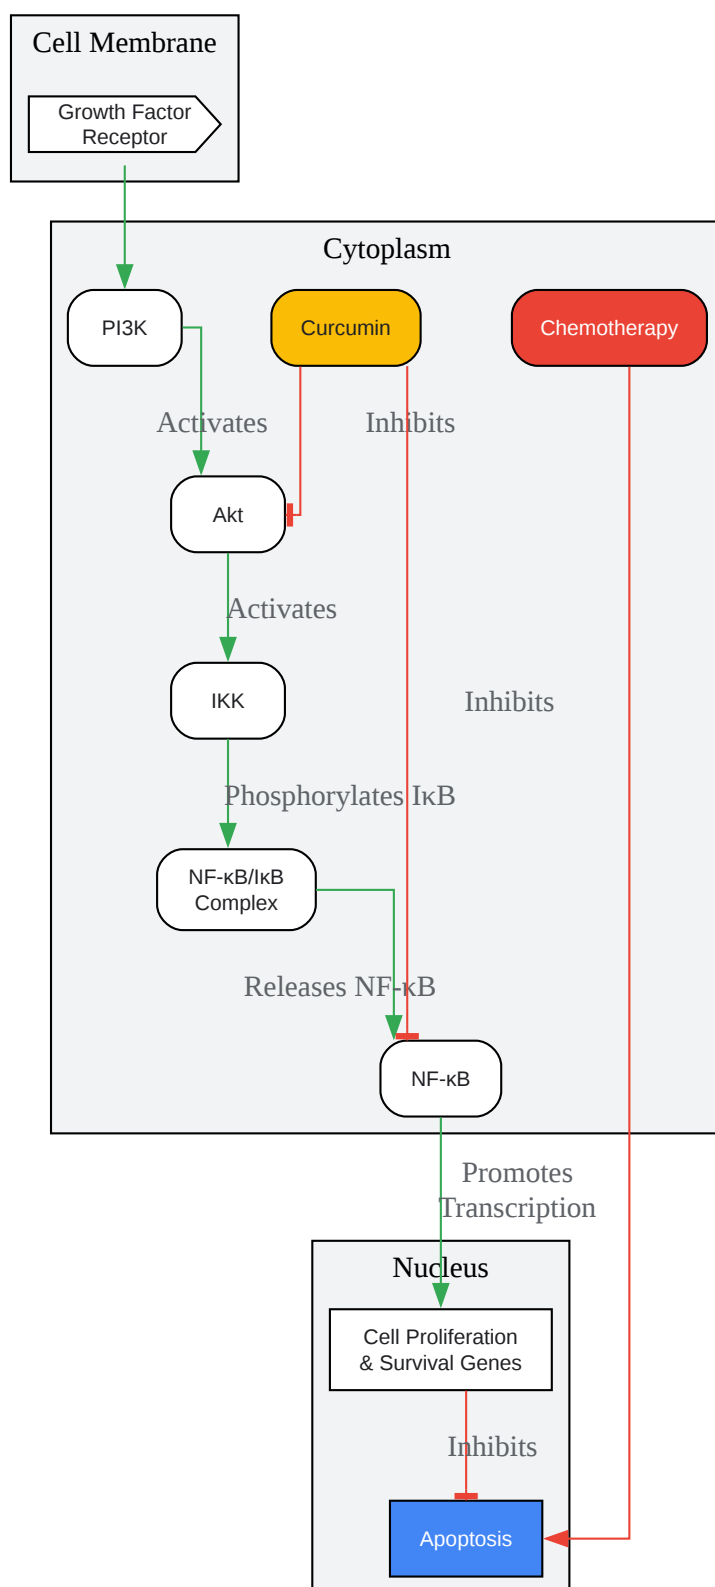 Cell Membrane
Growth Factor
Receptor
Cytoplasm
PI3K
Curcumin
Chemotherapy
Activates
Inhibits
Akt
Activates
IKK
Inhibits
Phosphorylates IκB
NF-κB/IκB
Complex
Releases NF-κB
NF-κB
Promotes
Transcription
Nucleus
Cell Proliferation
& Survival Genes
Inhibits
Apoptosis